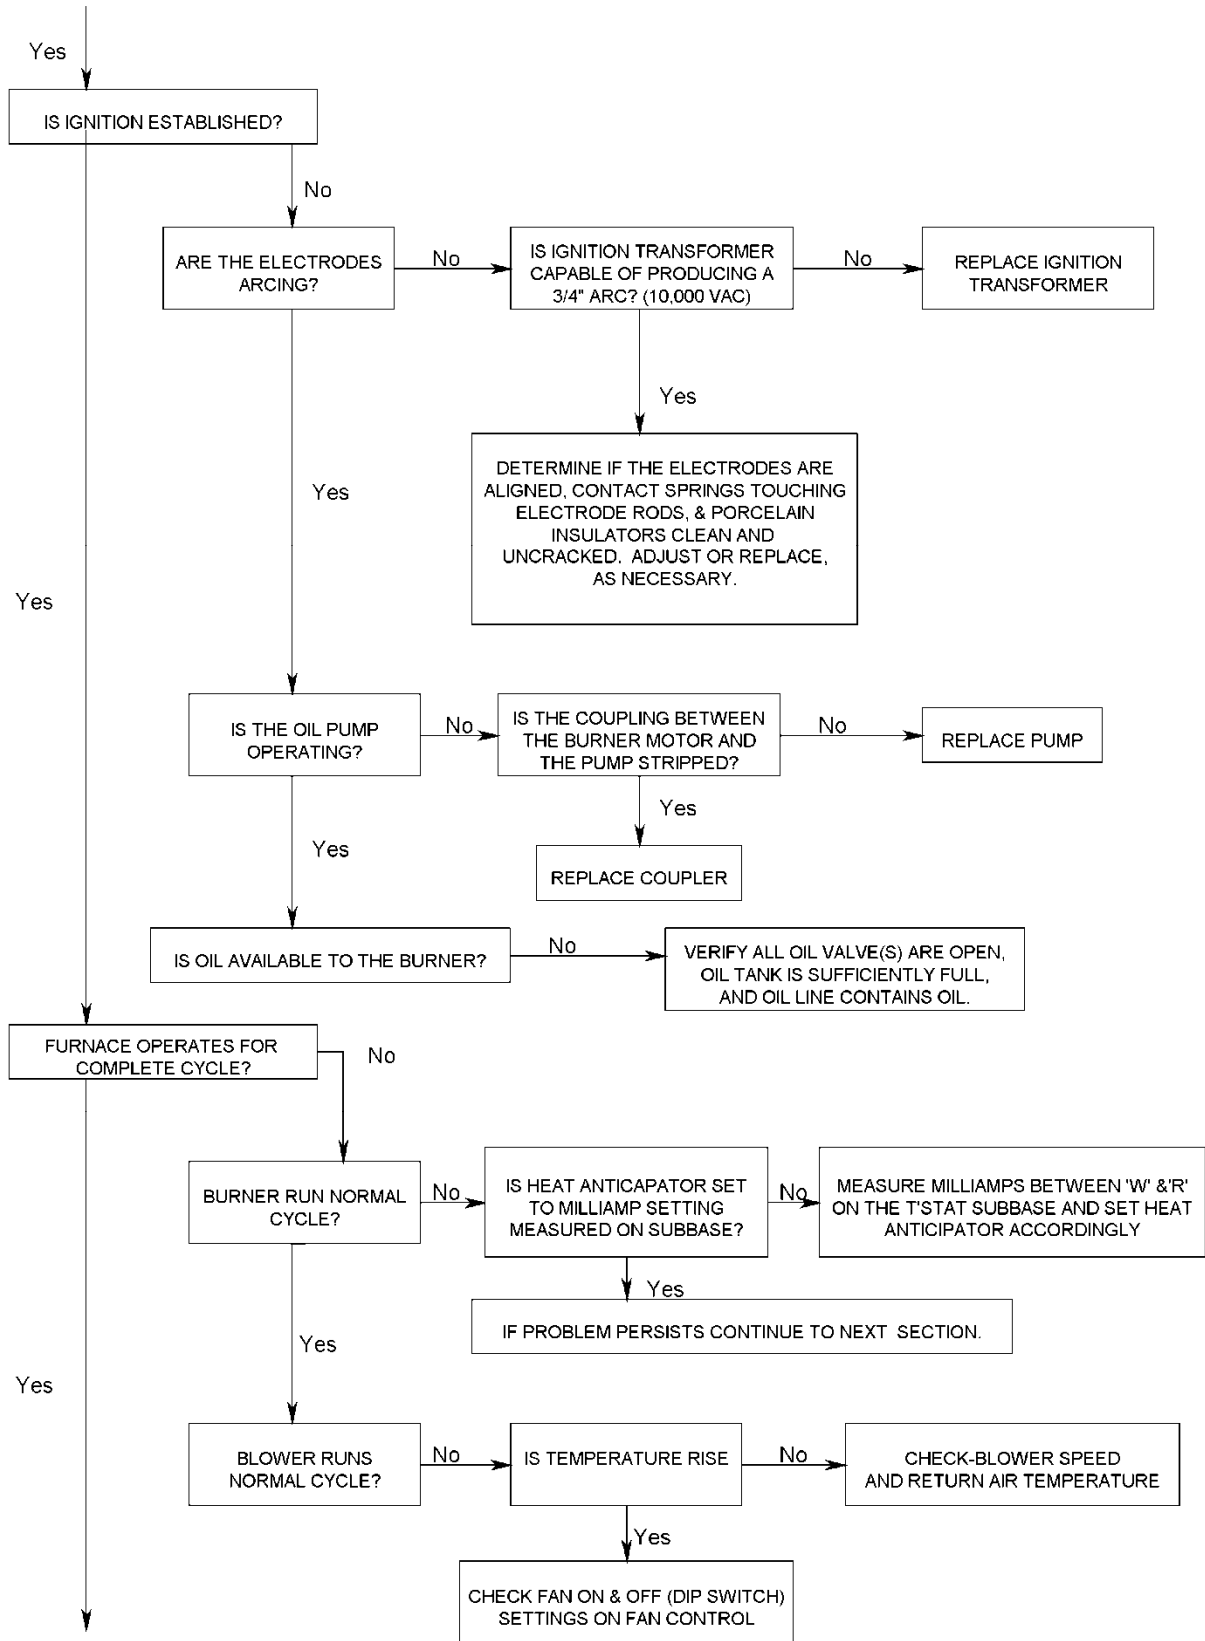 Yes
IS IGNITION ESTABLISHED?
No
ARE THE ELECTRODES
ARCING?
No
IS IGNITION TRANSFORMER
CAPABLE OF PRODUCING A
3/4" ARC? (10,000 VAC)
No
REPLACE IGNITION
TRANSFORMER
Yes
DETERMINE IF THE ELECTRODES ARE
ALIGNED, CONTACT SPRINGS TOUCHING
ELECTRODE RODS, & PORCELAIN
INSULATORS CLEAN AND
UNCRACKED. ADJUST OR REPLACE,
AS NECESSARY.
Yes
Yes
IS THE OIL PUMP
OPERATING?
No
IS THE COUPLING BETWEEN
THE BURNER MOTOR AND
THE PUMP STRIPPED?
No
REPLACE PUMP
Yes
REPLACE COUPLER
Yes
IS OIL AVAILABLE TO THE BURNER?
No
VERIFY ALL OIL VALVE(S) ARE OPEN,
OIL TANK IS SUFFICIENTLY FULL,
AND OIL LINE CONTAINS OIL.
FURNACE OPERATES FOR
COMPLETE CYCLE?
No
BURNER RUN NORMAL
CYCLE?
No
IS HEAT ANTICAPATOR SET
TO MILLIAMP SETTING
MEASURED ON SUBBASE?
No
MEASURE MILLIAMPS BETWEEN 'W' &'R'
ON THE T'STAT SUBBASE AND SET HEAT
ANTICIPATOR ACCORDINGLY
Yes
IF PROBLEM PERSISTS CONTINUE TO NEXT SECTION.
Yes
Yes
BLOWER RUNS
NORMAL CYCLE?
No
IS TEMPERATURE RISE
No
CHECK-BLOWER SPEED
AND RETURN AIR TEMPERATURE
Yes
CHECK FAN ON & OFF (DIP SWITCH)
SETTINGS ON FAN CONTROL